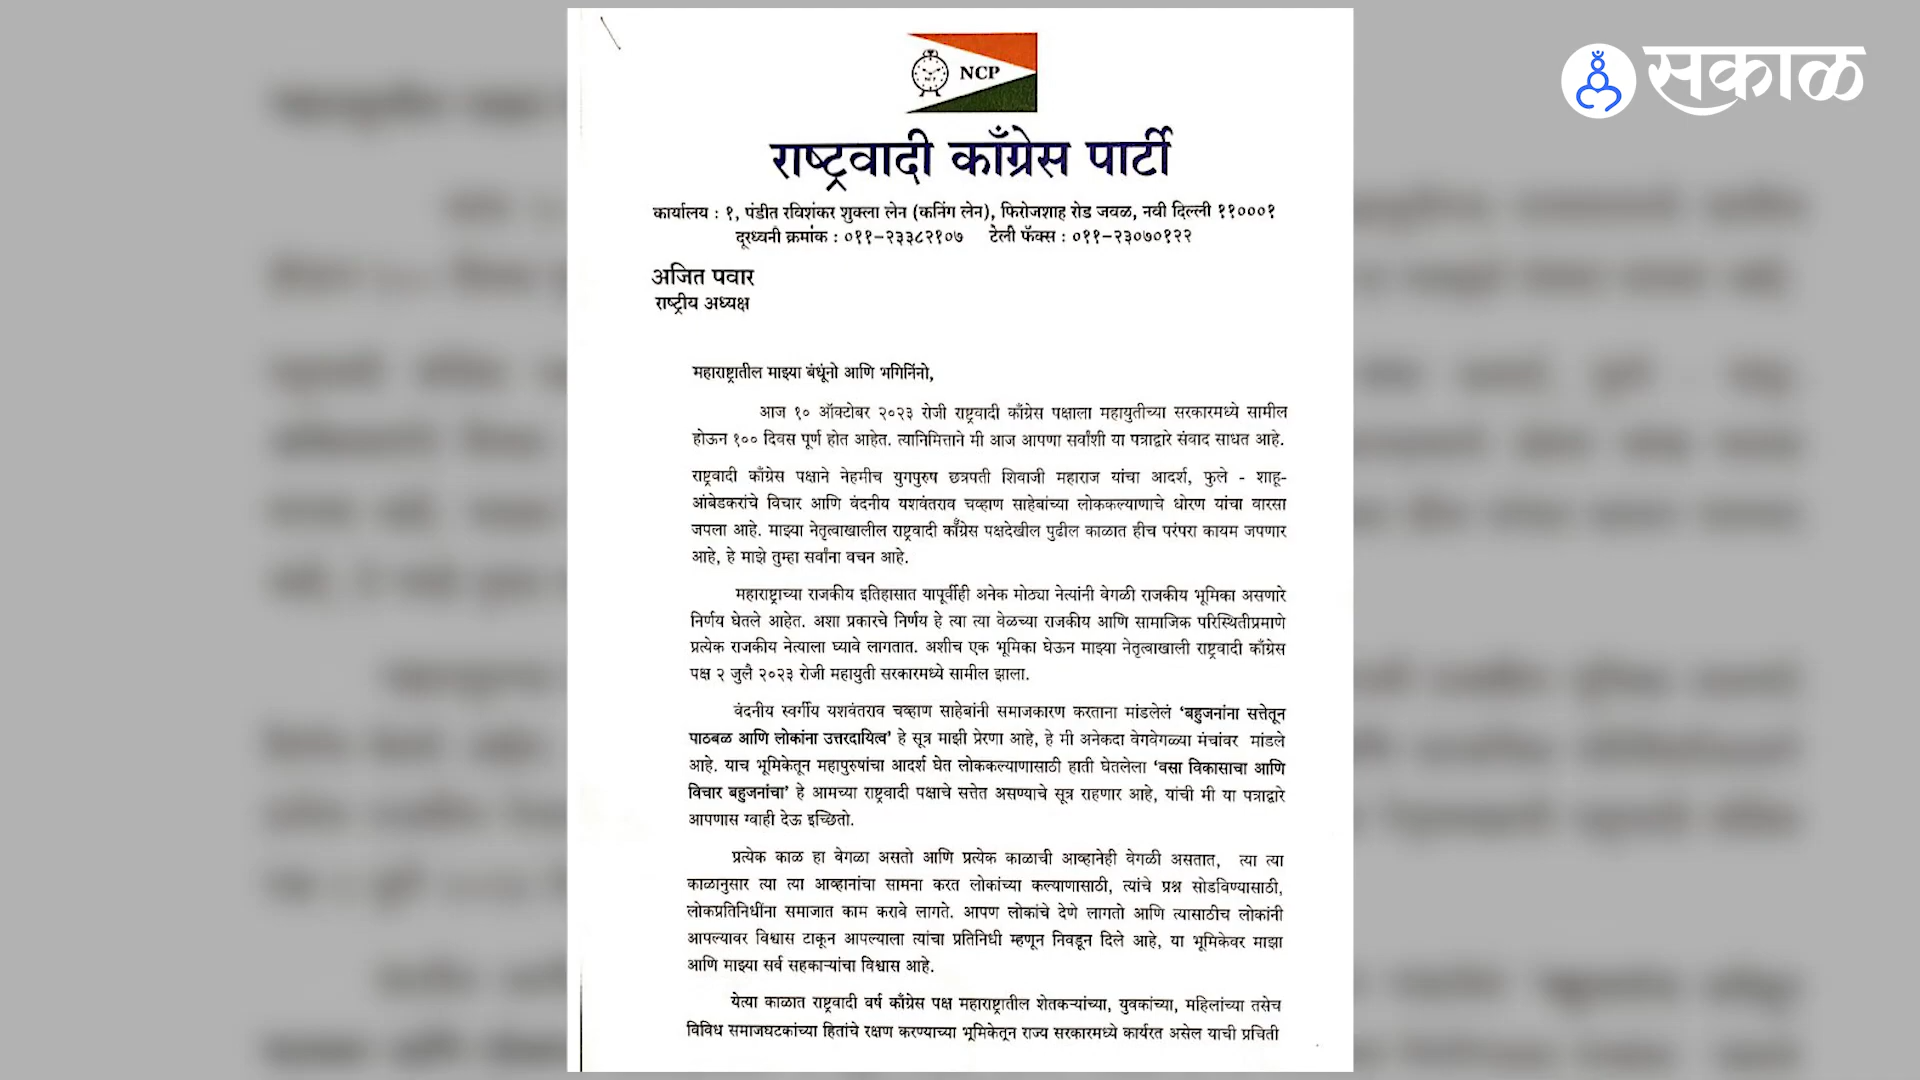 NCP
सकाळ
राष्ट्रवादी काँग्रेस पार्टी
कार्यालय : १, पंडीत रविशंकर शुक्ला लेन (कनिंग लेन), फिरोजशाह रोड जवळ, नवी दिल्ली ११०००१
दूरध्वनी क्रमांक : ०११-२३३८२१०७ टेली फॅक्स : ०११-२३०७०१२२
अजित पवार
राष्ट्रीय अध्यक्ष
महाराष्ट्रातील माझ्या बंधूंनो आणि भगिनिंनो,
आज १० ऑक्टोबर २०२३ रोजी राष्ट्रवादी काँग्रेस पक्षाला महायुतीच्या सरकारमध्ये सामील
होऊन १०० दिवस पूर्ण होत आहेत. त्यानिमित्ताने मी आज आपणा सर्वांशी या पत्राद्वारे संवाद साधत आहे.
राष्ट्रवादी काँग्रेस पक्षाने नेहमीच युगपुरुष छत्रपती शिवाजी महाराज यांचा आदर्श, फुले - शाहू-
आंबेडकरांचे विचार आणि वंदनीय यशवंतराव चव्हाण साहेबांच्या लोककल्याणाचे धोरण यांचा वारसा
जपला आहे. माझ्या नेतृत्वाखालील राष्ट्रवादी काँग्रेस पक्षदेखील पुढील काळात हीच परंपरा कायम जपणार
आहे, हे माझे तुम्हा सर्वांना वचन आहे.
महाराष्ट्राच्या राजकीय इतिहासात यापूर्वीही अनेक मोठ्या नेत्यांनी वेगळी राजकीय भूमिका असणारे
निर्णय घेतले आहेत. अशा प्रकारचे निर्णय हे त्या त्या वेळच्या राजकीय आणि सामाजिक परिस्थितीप्रमाणे
प्रत्येक राजकीय नेत्याला घ्यावे लागतात. अशीच एक भूमिका घेऊन माझ्या नेतृत्वाखाली राष्ट्रवादी काँग्रेस
पक्ष २ जुलै २०२३ रोजी महायुती सरकारमध्ये सामील झाला.
वंदनीय स्वर्गीय यशवंतराव चव्हाण साहेबांनी समाजकारण करताना मांडलेलं ‘बहुजनांना सत्तेतून
पाठबळ आणि लोकांना उत्तरदायित्व’ हे सूत्र माझी प्रेरणा आहे, हे मी अनेकदा वेगवेगळ्या मंचांवर मांडले
आहे. याच भूमिकेतून महापुरुषांचा आदर्श घेत लोककल्याणासाठी हाती घेतलेला ‘वसा विकासाचा आणि
विचार बहुजनांचा’ हे आमच्या राष्ट्रवादी पक्षाचे सत्तेत असण्याचे सूत्र राहणार आहे, यांची मी या पत्राद्वारे
आपणास ग्वाही देऊ इच्छितो.
प्रत्येक काळ हा वेगळा असतो आणि प्रत्येक काळाची आव्हानेही वेगळी असतात, त्या त्या
काळानुसार त्या त्या आव्हानांचा सामना करत लोकांच्या कल्याणासाठी, त्यांचे प्रश्न सोडविण्यासाठी,
लोकप्रतिनिधींना समाजात काम करावे लागते. आपण लोकांचे देणे लागतो आणि त्यासाठीच लोकांनी
आपल्यावर विश्वास टाकून आपल्याला त्यांचा प्रतिनिधी म्हणून निवडून दिले आहे, या भूमिकेवर माझा
आणि माझ्या सर्व सहकाऱ्यांचा विश्वास आहे.
येत्या काळात राष्ट्रवादी वर्ष काँग्रेस पक्ष महाराष्ट्रातील शेतकऱ्यांच्या, युवकांच्या, महिलांच्या तसेच
विविध समाजघटकांच्या हितांचे रक्षण करण्याच्या भूमिकेतून राज्य सरकारमध्ये कार्यरत असेल याची प्रचिती